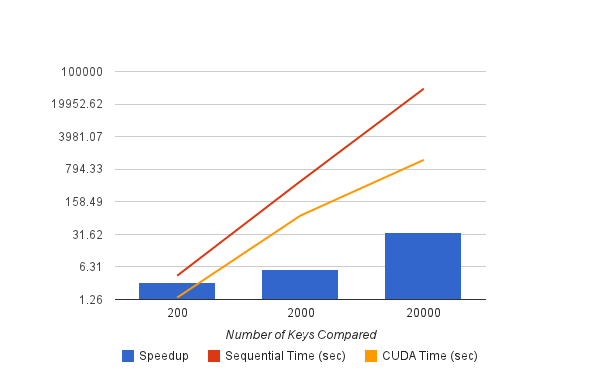 100000
19952.62
3981.07
794.33
158.49
31.62
6.31
1.26
200 2000 20000
Number of Keys Compared
Speedup Sequential Time (sec) CUDA Time (sec)